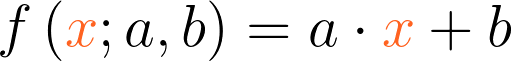 f (x; a, b) = a · x + b